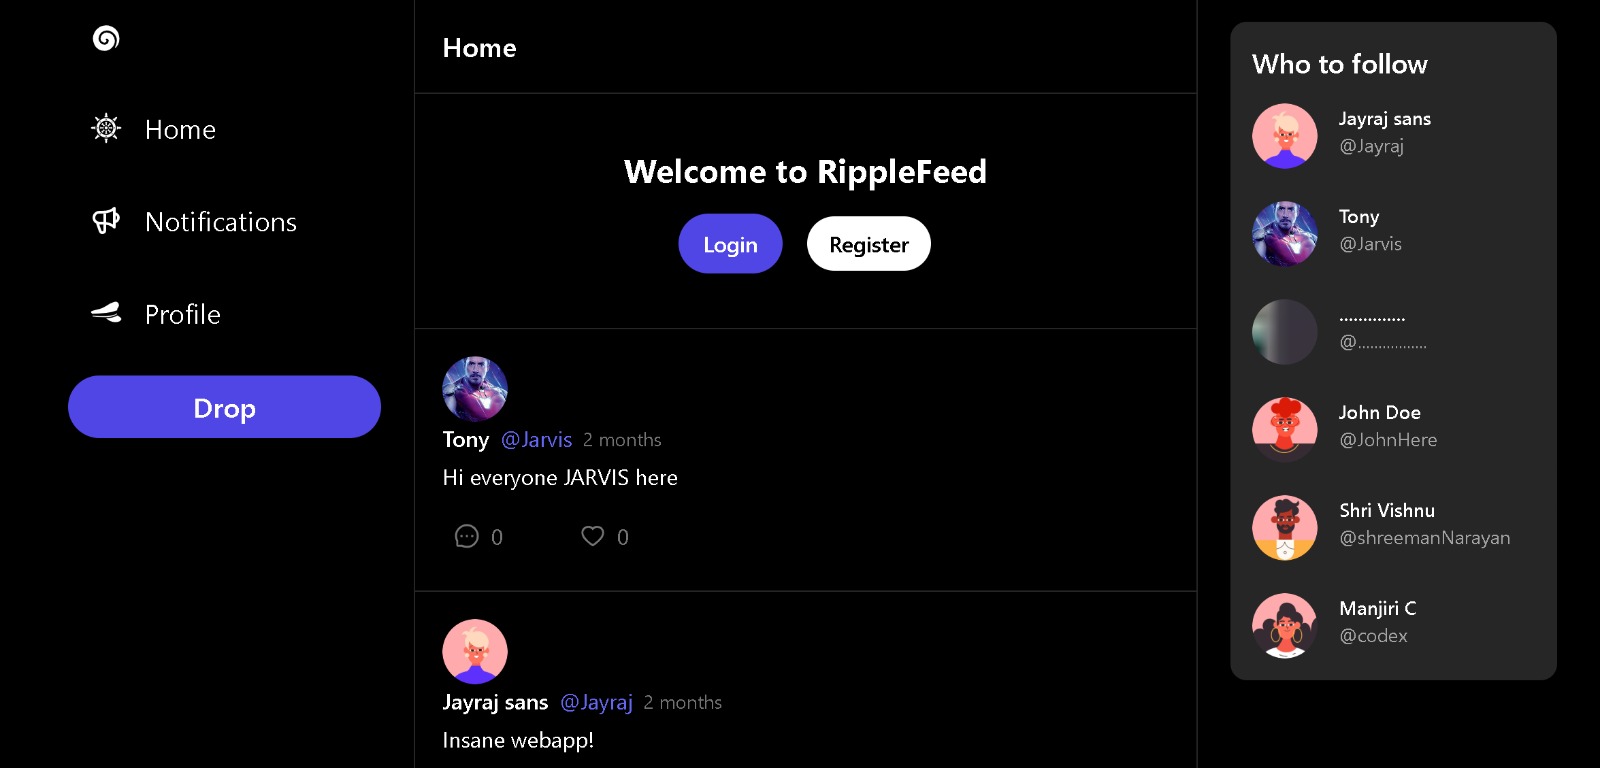 Home
Notifications
Profile
Drop
Home
Welcome to RippleFeed
Login
Register
Tony @Jarvis 2 months
Hi everyone JARVIS here
0 0
Jayraj sans @Jayraj 2 months
Insane webapp!
Who to follow
Jayraj sans
@Jayraj
Tony
@Jarvis
..............
@.................
John Doe
@JohnHere
Shri Vishnu
@shreemanNarayan
Manjiri C
@codex